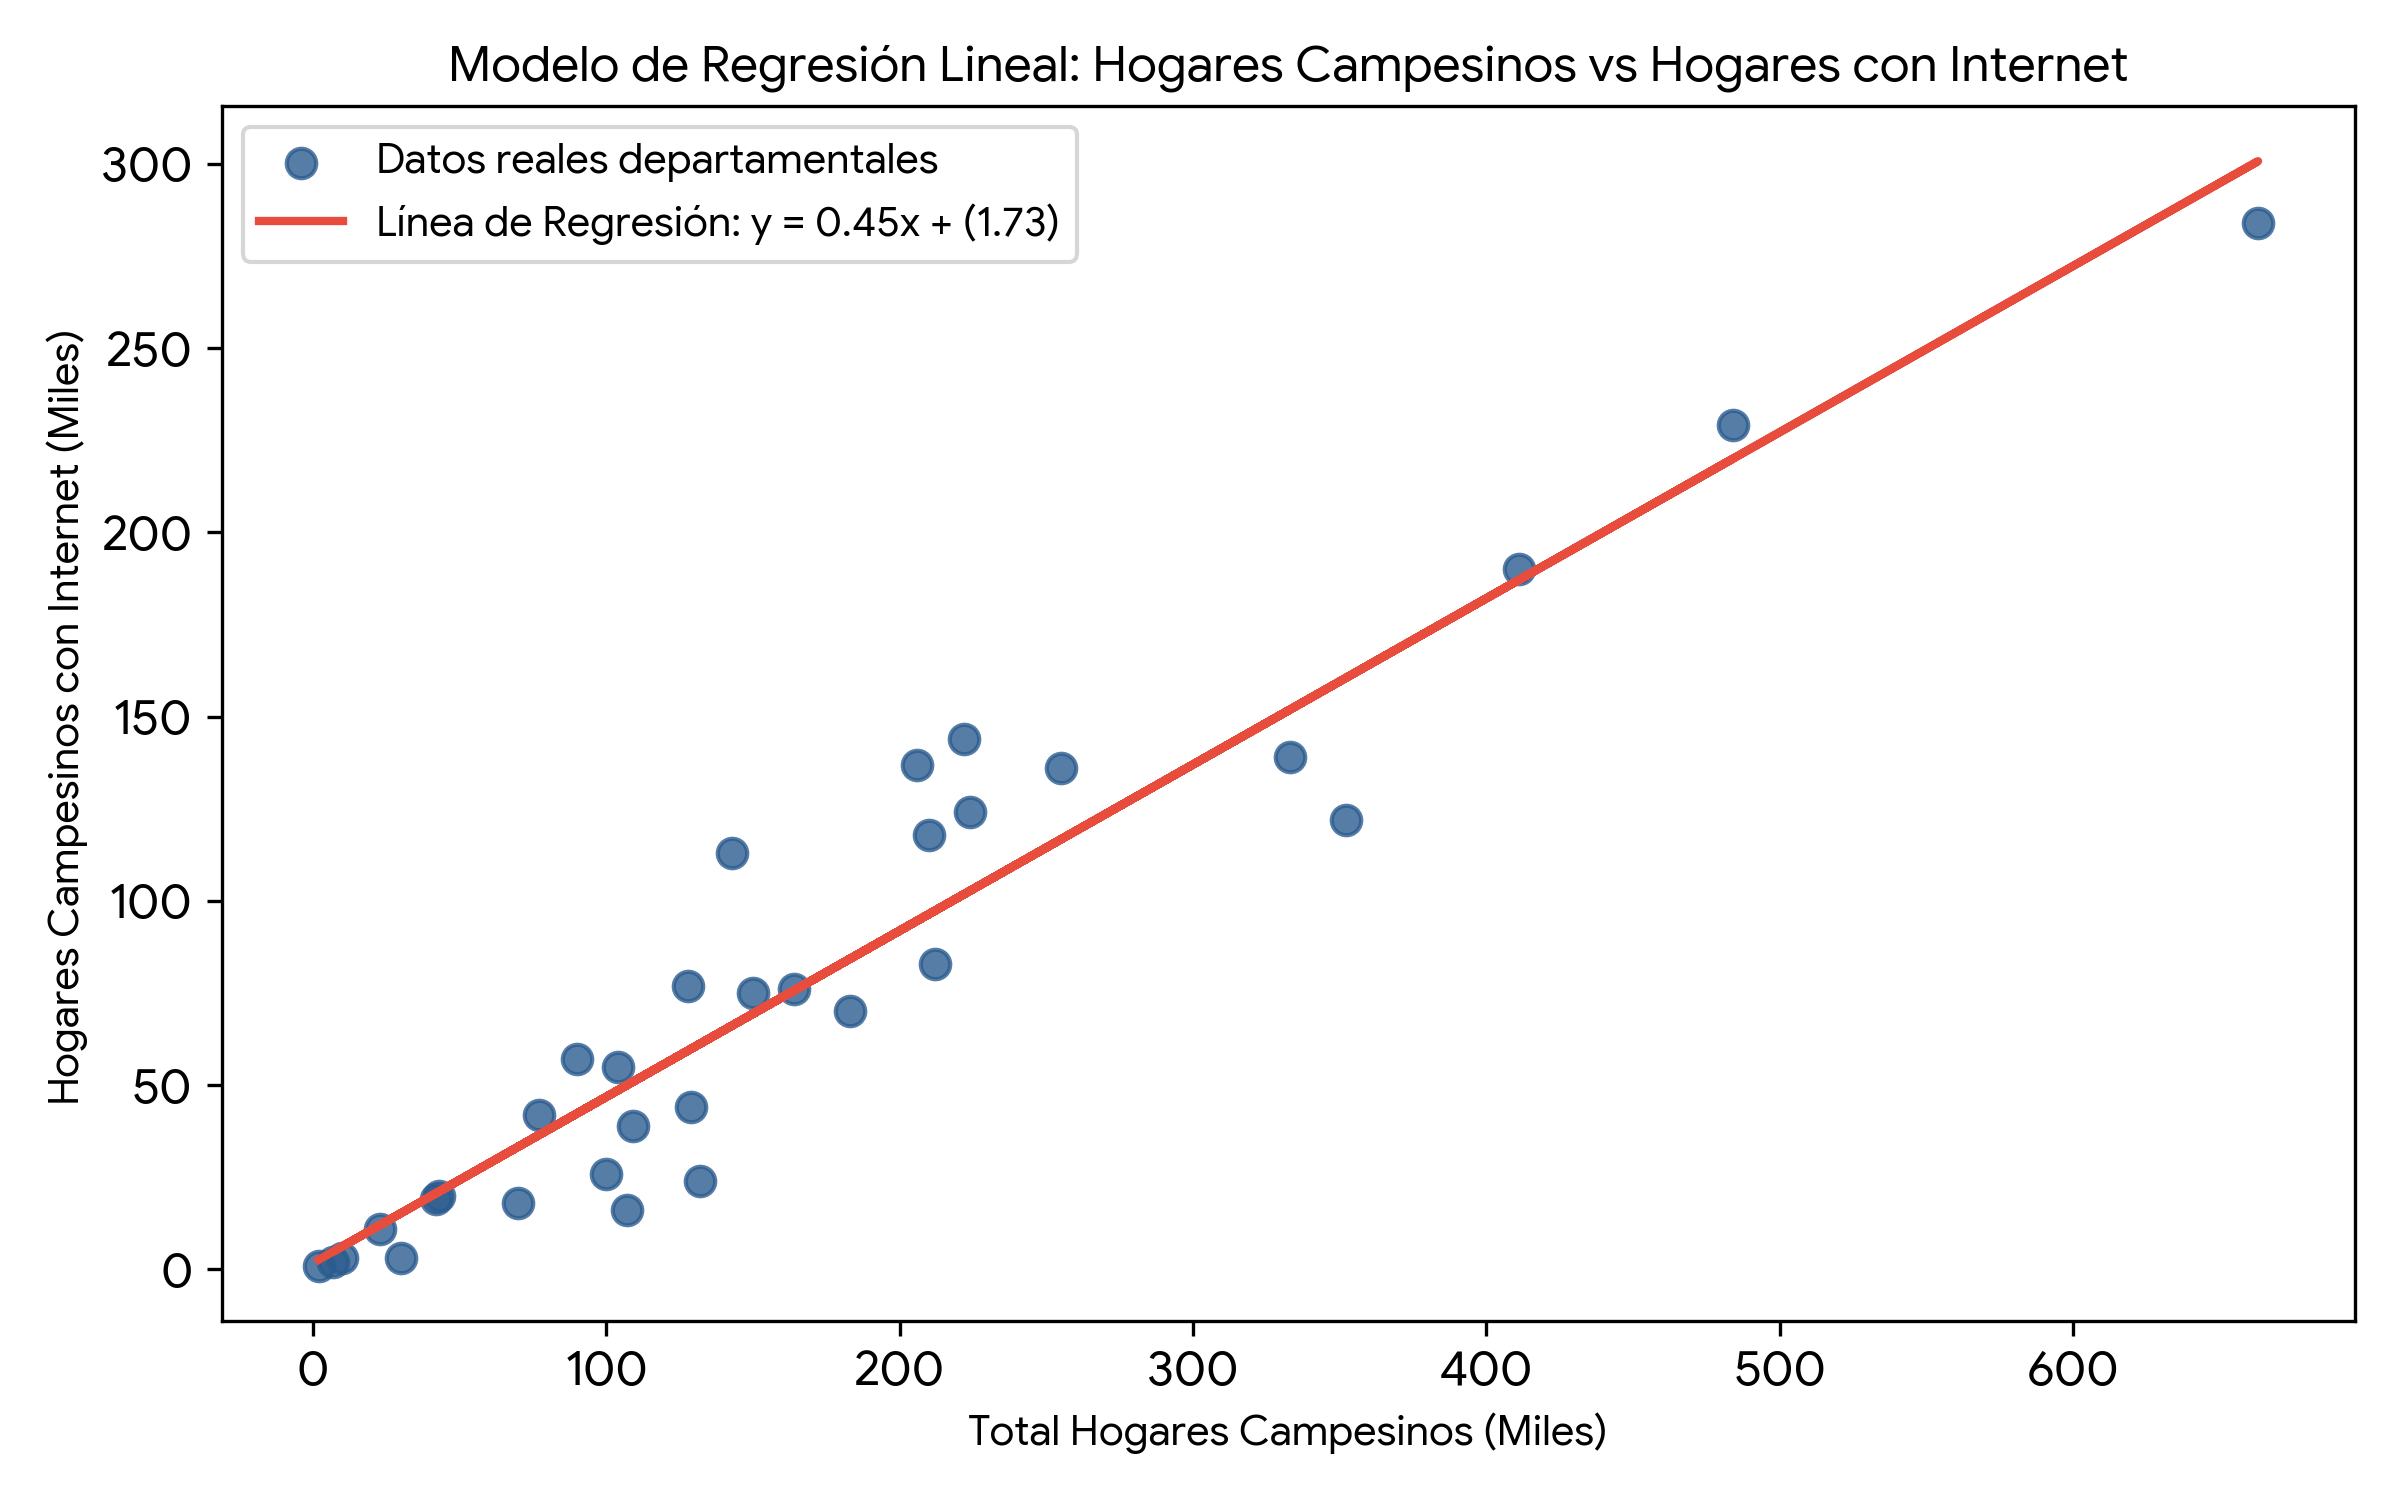 Modelo de Regresión Lineal: Hogares Campesinos vs Hogares con Internet
Datos reales departamentales
Línea de Regresión: y = 0.45x + (1.73)
Hogares Campesinos con Internet (Miles)
300
250
200
150
100
50
0
0 100 200 300 400 500 600
Total Hogares Campesinos (Miles)